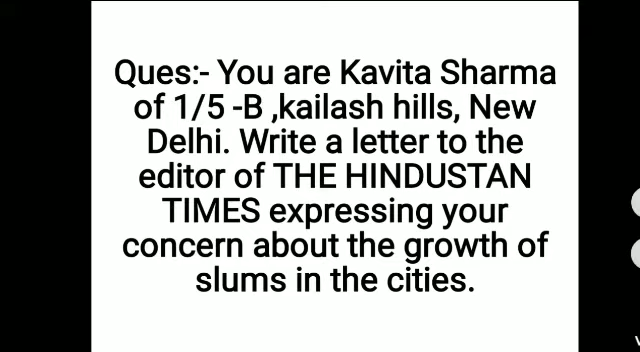 Ques:- You are Kavita Sharma
of 1/5 -B ,kailash hills, New
Delhi. Write a letter to the
editor of THE HINDUSTAN
TIMES expressing your
concern about the growth of
slums in the cities.